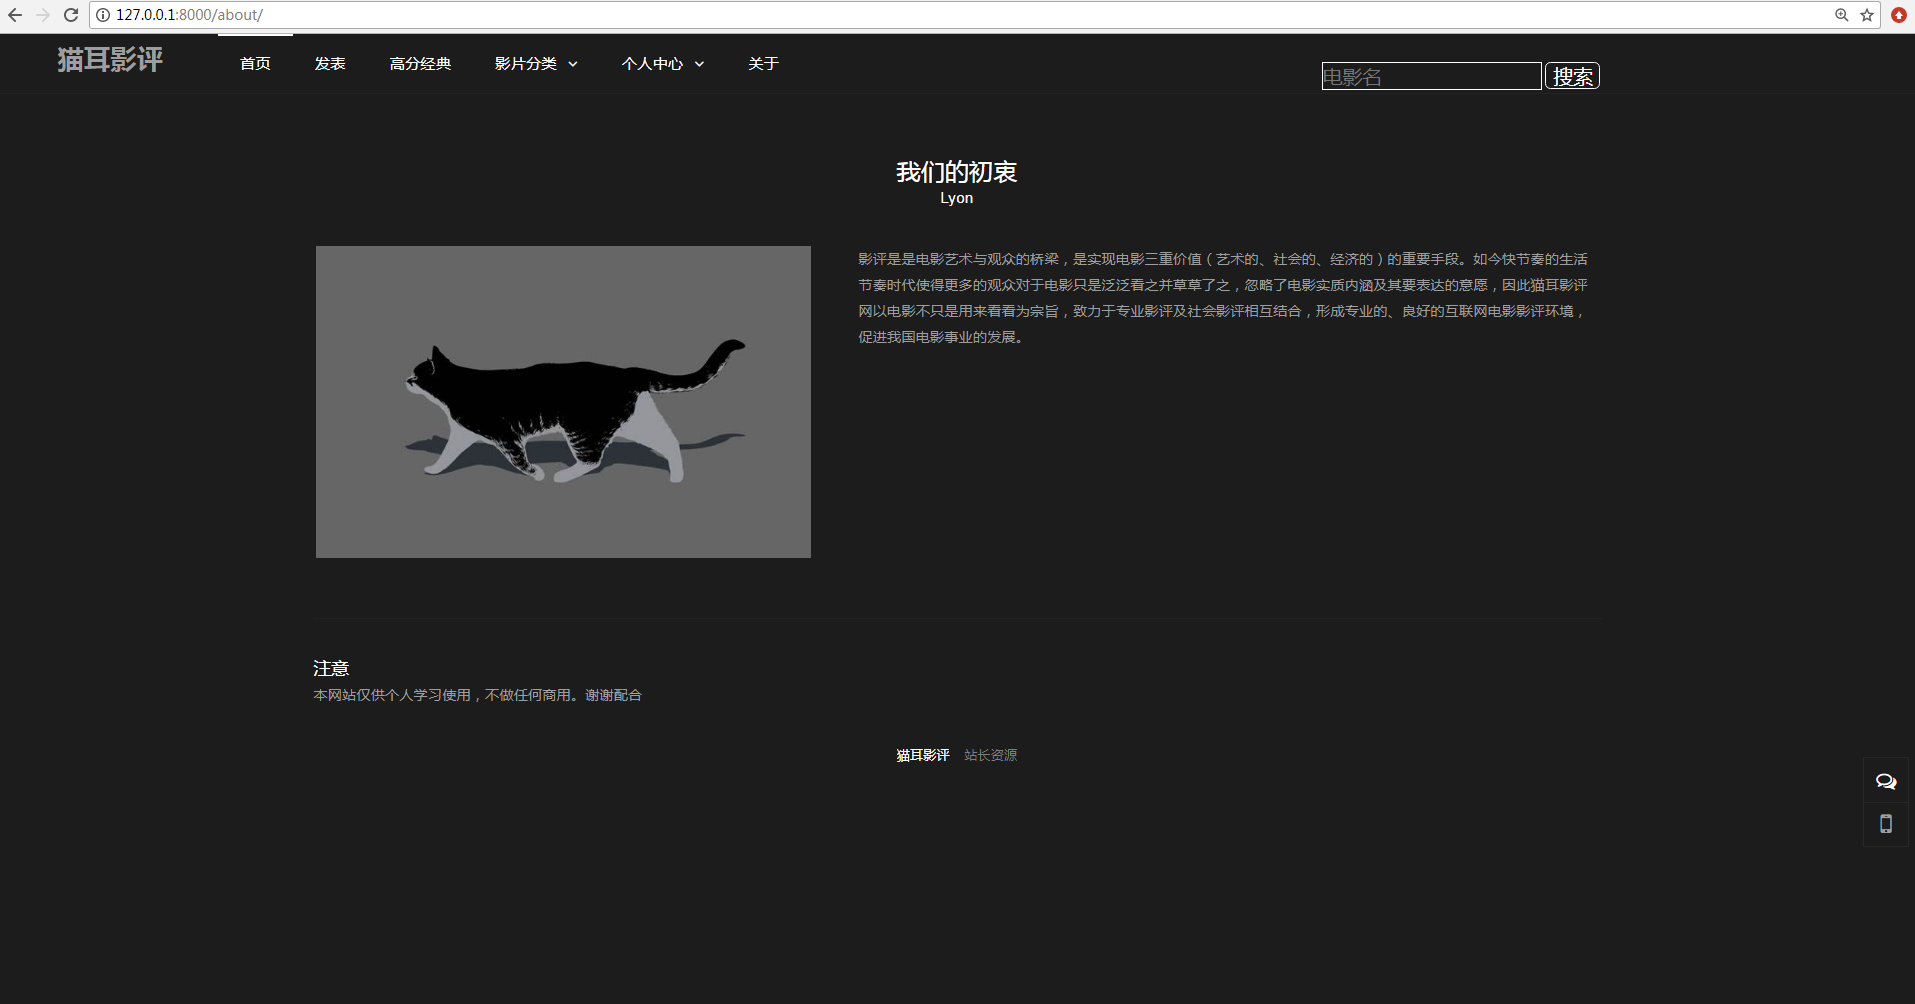 127.0.0.1:8000/about/
猫耳影评
首页 发表 高分经典 影片分类 个人中心 关于
电影名 搜索
我们的初衷
Lyon
影评是是电影艺术与观众的桥梁，是实现电影三重价值（艺术的、社会的、经济的）的重要手段。如今快节奏的生活
节奏时代使得更多的观众对于电影只是泛泛看之并草草了之，忽略了电影实质内涵及其要表达的意愿，因此猫耳影评
网以电影不只是用来看看为宗旨，致力于专业影评及社会影评相互结合，形成专业的、良好的互联网电影影评环境，
促进我国电影事业的发展。
注意
本网站仅供个人学习使用，不做任何商用。谢谢配合
猫耳影评 站长资源